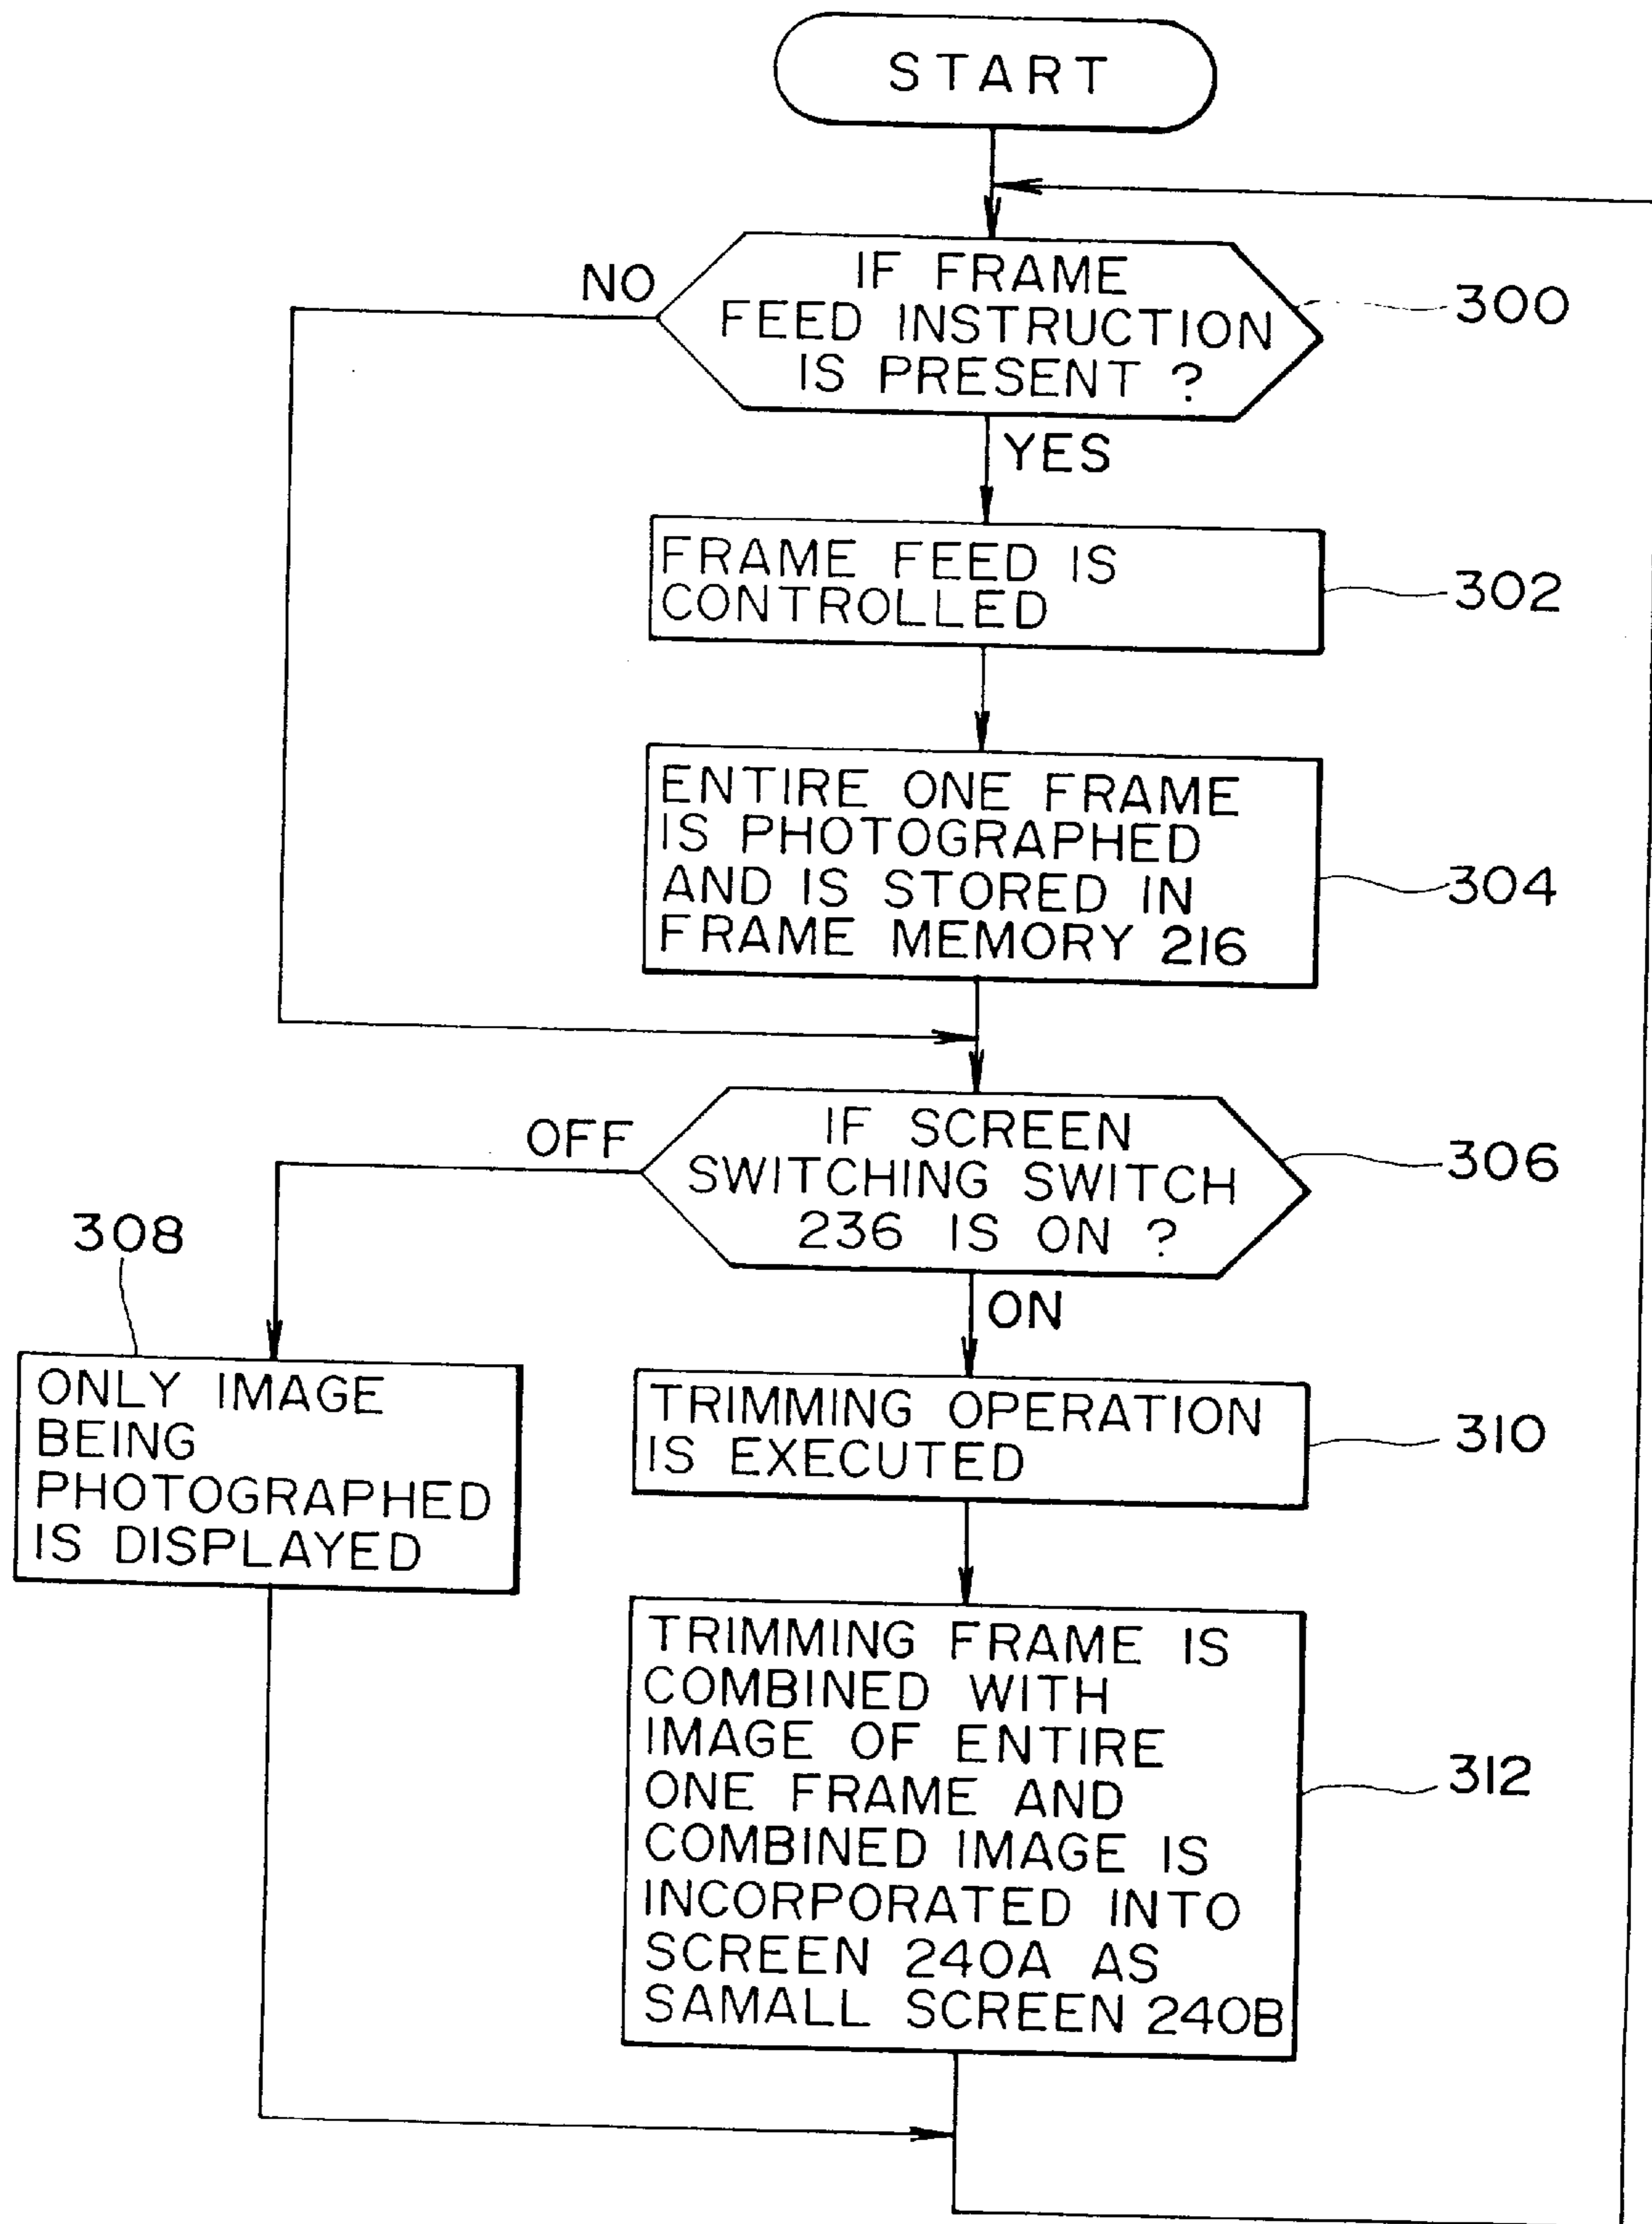 START
NO
IF FRAME
FEED INSTRUCTION
IS PRESENT ?
300
YES
FRAME FEED IS
CONTROLLED
302
ENTIRE ONE FRAME
IS PHOTOGRAPHED
AND IS STORED IN
FRAME MEMORY 216
304
OFF
IF SCREEN
SWITCHING SWITCH
236 IS ON ?
306
308
ON
ONLY IMAGE
BEING
PHOTOGRAPHED
IS DISPLAYED
TRIMMING OPERATION
IS EXECUTED
310
TRIMMING FRAME IS
COMBINED WITH
IMAGE OF ENTIRE
ONE FRAME AND
COMBINED IMAGE IS
INCORPORATED INTO
SCREEN 240A AS
SAMALL SCREEN 240B
312